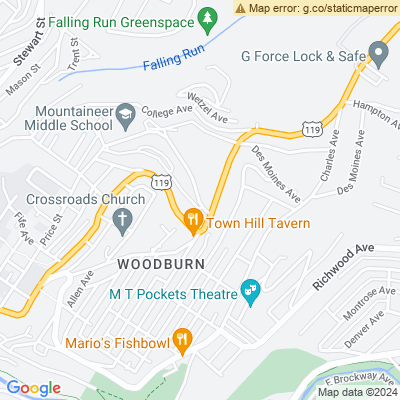 Map error: g.co/staticmaperror
Falling Run
Greenspace
Stewart St
Trent St
Mason St
Falling Run
G Force Lock & Safe
Wetzel Ave
College Ave
Hampton Ave
Mountaineer
Middle School
119
Des Moines Ave
Charles Ave
Des Moines Ave
119
Crossroads Church
Fife Ave
Price St
Town Hill Tavern
Richwood Ave
WOODBURN
Allen Ave
M T Pockets Theatre
Montrose Ave
Denver Ave
Mario's Fishbowl
E Brockway Ave
Google
Map data ©2024